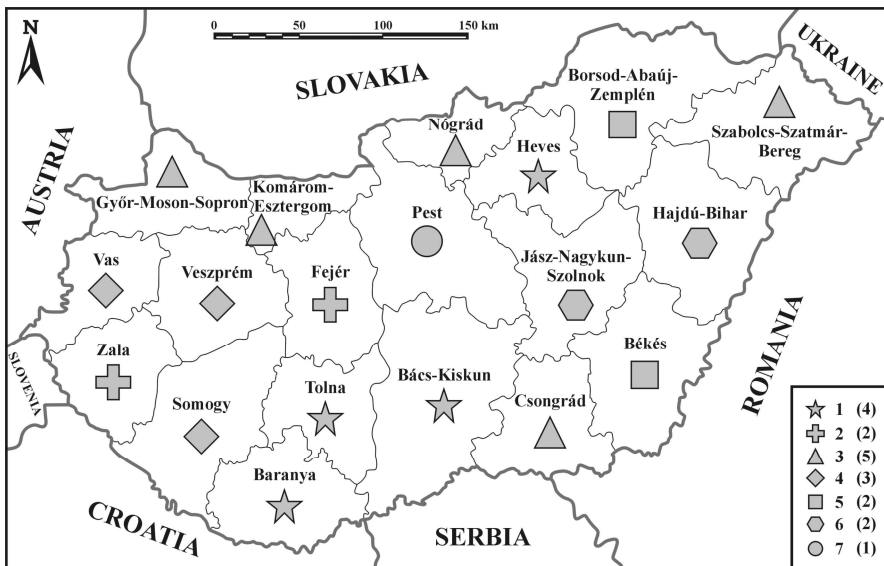 N
0 50 100 150 km
UKRAINE
SLOVAKIA
AUSTRIA
Borsod-Abaúj-
Zemplén
Nógrád
Heves
Szabolcs-Szatmár-
Bereg
Győr-Moson-Sopron
Komárom-
Esztergom
Pest
Hajdú-Bihar
Vas
Veszprém
Fejér
Jász-Nagykun-
Szolnok
SLOVENIA
Zala
Somogy
Tolna
Bács-Kiskun
Békés
ROMANIA
Csongrád
Baranya
CROATIA
SERBIA
1 (4)
2 (2)
3 (5)
4 (3)
5 (2)
6 (2)
7 (1)